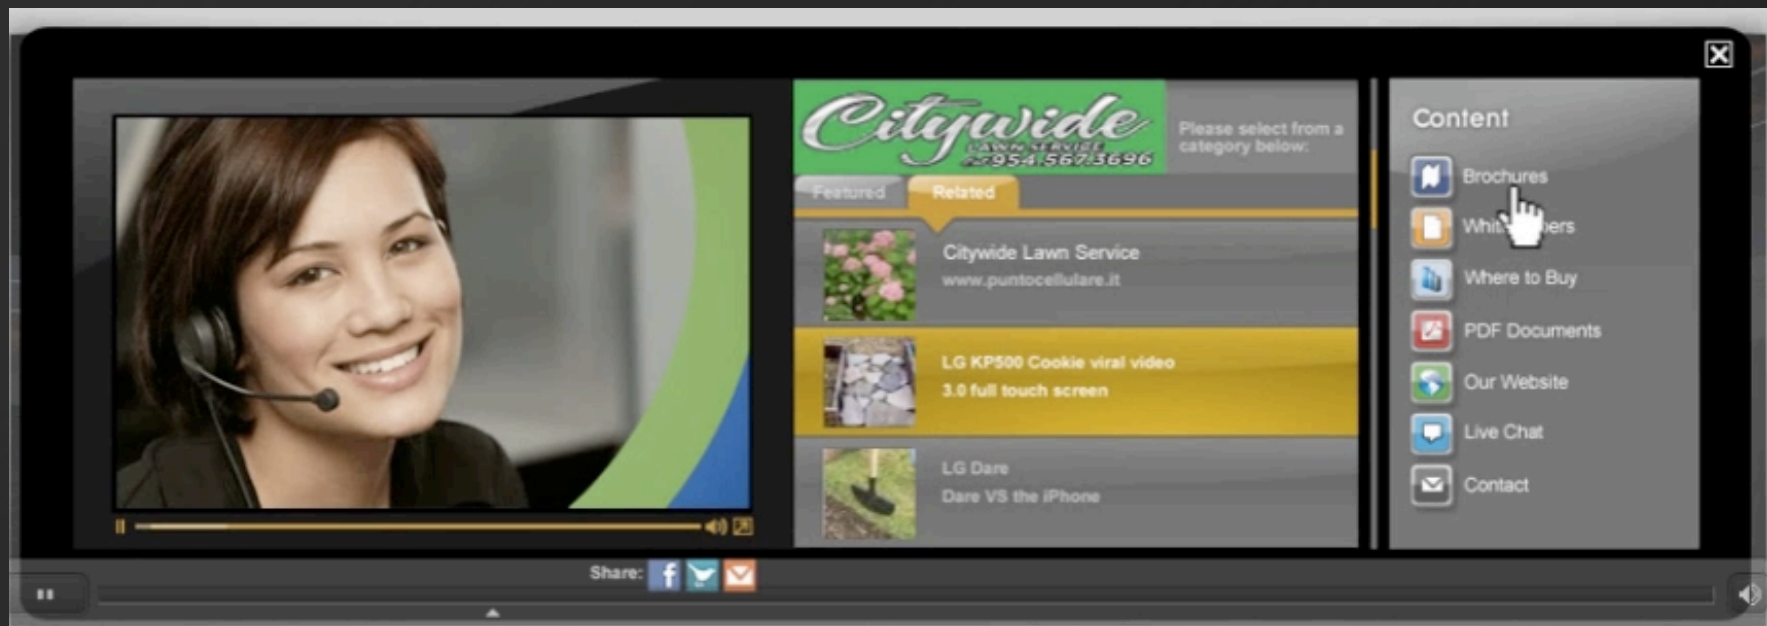 Citywide
LAWN SERVICE
954.567.3696
Please select from a
category below:
Featured
Related
Citywide Lawn Service
www.puntocellulare.it
LG KP500 Cookie viral video
3.0 full touch screen
LG Dare
Dare VS the iPhone
Content
Brochures
Where to Buy
PDF Documents
Our Website
Live Chat
Contact
Share: